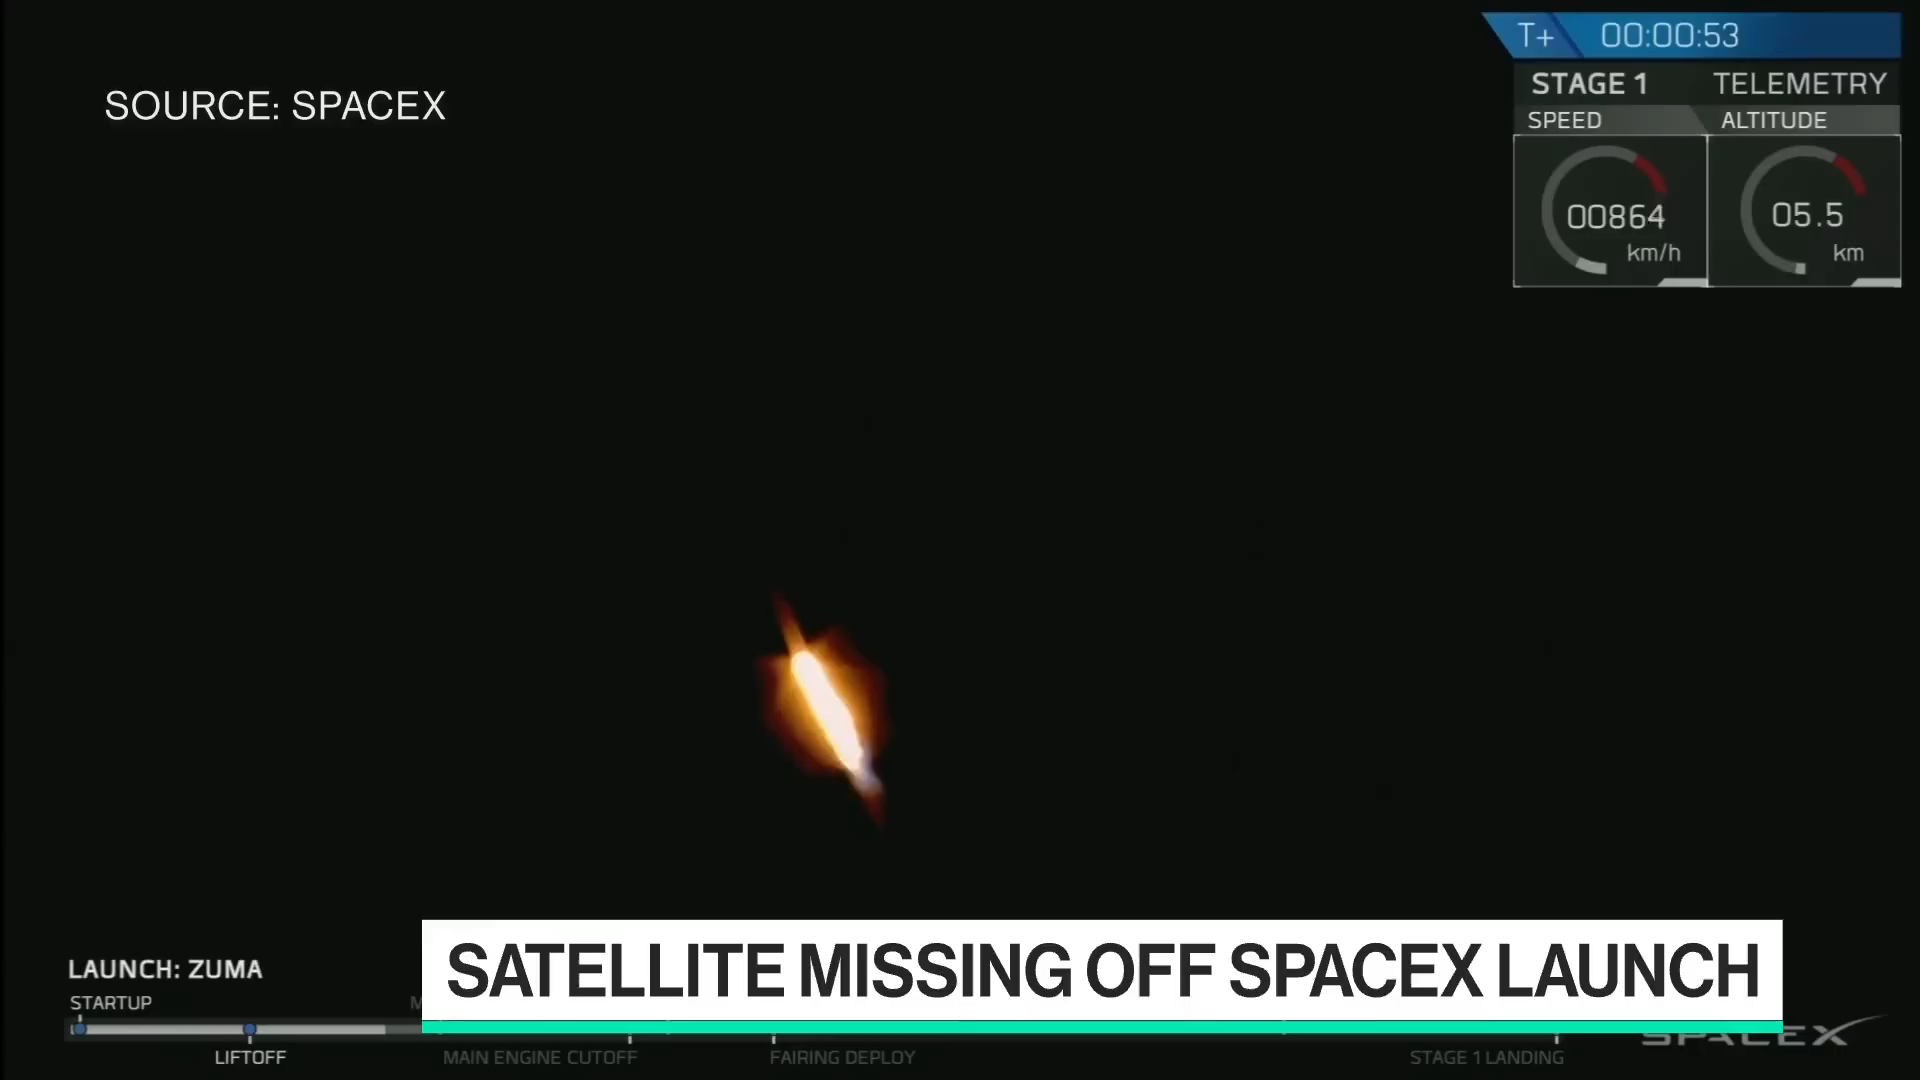 T+ 00:00:53
STAGE 1 TELEMETRY
SPEED ALTITUDE
00864 05.5
km/h km
SOURCE: SPACEX
LAUNCH: ZUMA
SATELLITE MISSING OFF SPACEX LAUNCH
STARTUP
SPACEX
LIFTOFF MAIN ENGINE CUTOFF FAIRING DEPLOY STAGE 1 LANDING